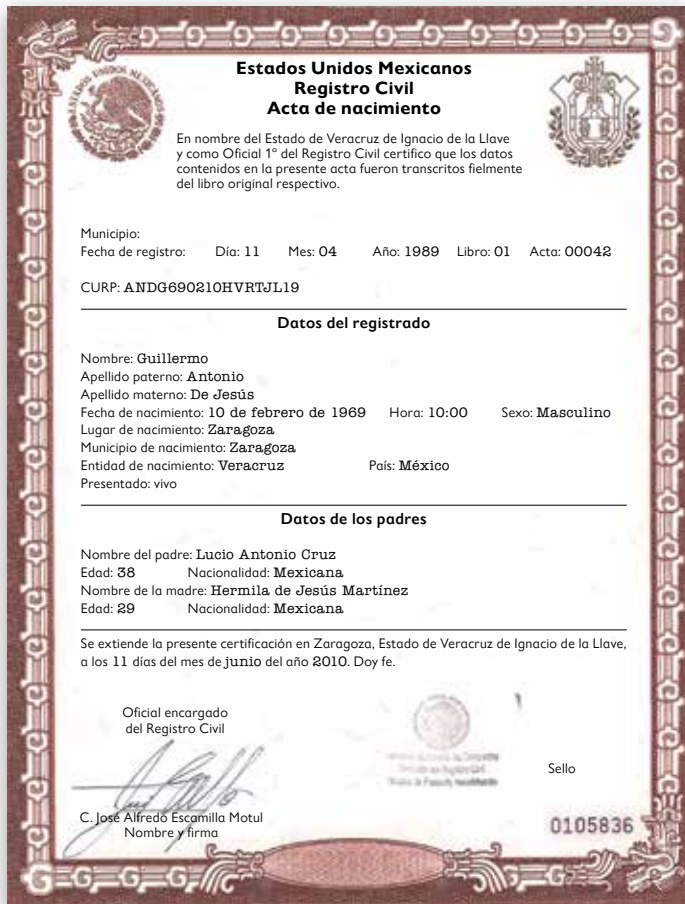 Estados Unidos Mexicanos
Registro Civil
Acta de nacimiento
En nombre del Estado de Veracruz de Ignacio de la Llave
y como Oficial 1º del Registro Civil certifico que los datos
contenidos en la presente acta fueron transcritos fielmente
del libro original respectivo.
Municipio:
Fecha de registro: Día: 11 Mes: 04 Año: 1989 Libro: 01 Acta: 00042
CURP: ANDG690210HVRTJL19
Datos del registrado
Nombre: Guillermo
Apellido paterno: Antonio
Apellido materno: De Jesús
Fecha de nacimiento: 10 de febrero de 1969 Hora: 10:00 Sexo: Masculino
Lugar de nacimiento: Zaragoza
Municipio de nacimiento: Zaragoza
Entidad de nacimiento: Veracruz País: México
Presentado: vivo
Datos de los padres
Nombre del padre: Lucio Antonio Cruz
Edad: 38 Nacionalidad: Mexicana
Nombre de la madre: Hermila de Jesús Martínez
Edad: 29 Nacionalidad: Mexicana
Se extiende la presente certificación en Zaragoza, Estado de Veracruz de Ignacio de la Llave,
a los 11 días del mes de junio del año 2010. Doy fe.
Oficial encargado
del Registro Civil
Sello
C. José Alfredo Escamilla Motul
Nombre y firma
0105836